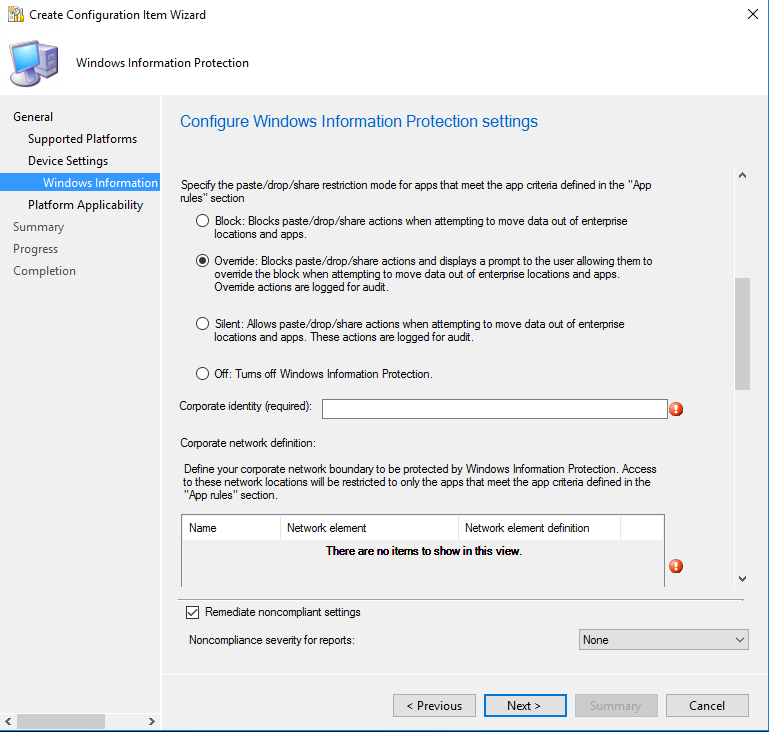 Create Configuration Item Wizard
Windows Information Protection
General
Supported Platforms
Device Settings
Windows Information
Platform Applicability
Summary
Progress
Completion
Configure Windows Information Protection settings
Specify the paste/drop/share restriction mode for apps that meet the app criteria defined in the "App
rules" section
Block: Blocks paste/drop/share actions when attempting to move data out of enterprise
locations and apps.
Override: Blocks paste/drop/share actions and displays a prompt to the user allowing them to
override the block when attempting to move data out of enterprise locations and apps.
Override actions are logged for audit.
Silent: Allows paste/drop/share actions when attempting to move data out of enterprise
locations and apps. These actions are logged for audit.
Off: Turns off Windows Information Protection.
Corporate identity (required):
Corporate network definition:
Define your corporate network boundary to be protected by Windows Information Protection. Access
to these network locations will be restricted to only the apps that meet the app criteria defined in the
"App rules" section.
Name Network element Network element definition
There are no items to show in this view.
Remediate noncompliant settings
Noncompliance severity for reports: None
< Previous Next > Summary Cancel